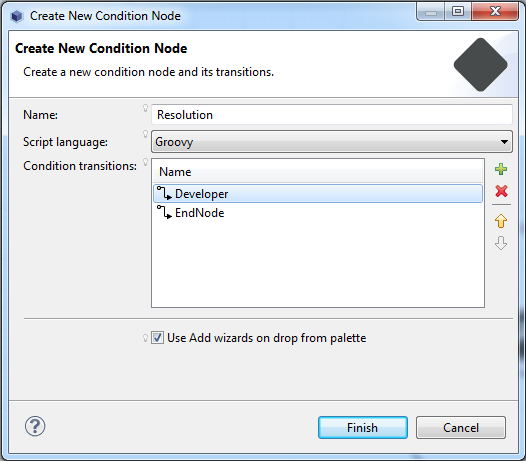 Create New Condition Node
Create New Condition Node
Create a new condition node and its transitions.
Name: Resolution
Script language: Groovy
Condition transitions: Name
Developer
EndNode
Use Add wizards on drop from palette
? Finish Cancel